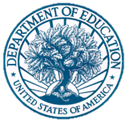 DEPARTMENT OF EDUCATION
UNITED STATES OF AMERICA